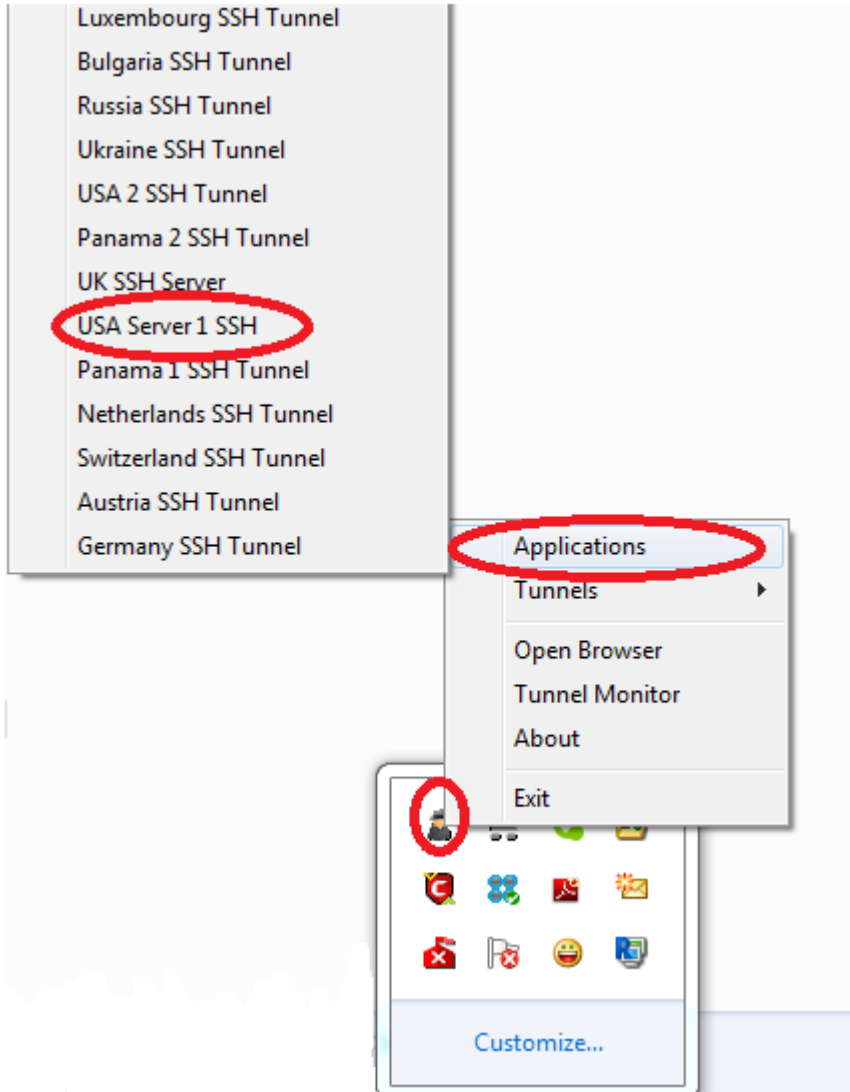 Luxembourg SSH Tunnel
Bulgaria SSH Tunnel
Russia SSH Tunnel
Ukraine SSH Tunnel
USA 2 SSH Tunnel
Panama 2 SSH Tunnel
UK SSH Server
USA Server 1 SSH
Panama 1 SSH Tunnel
Netherlands SSH Tunnel
Switzerland SSH Tunnel
Austria SSH Tunnel
Germany SSH Tunnel
Applications
Tunnels
Open Browser
Tunnel Monitor
About
Exit
Customize...